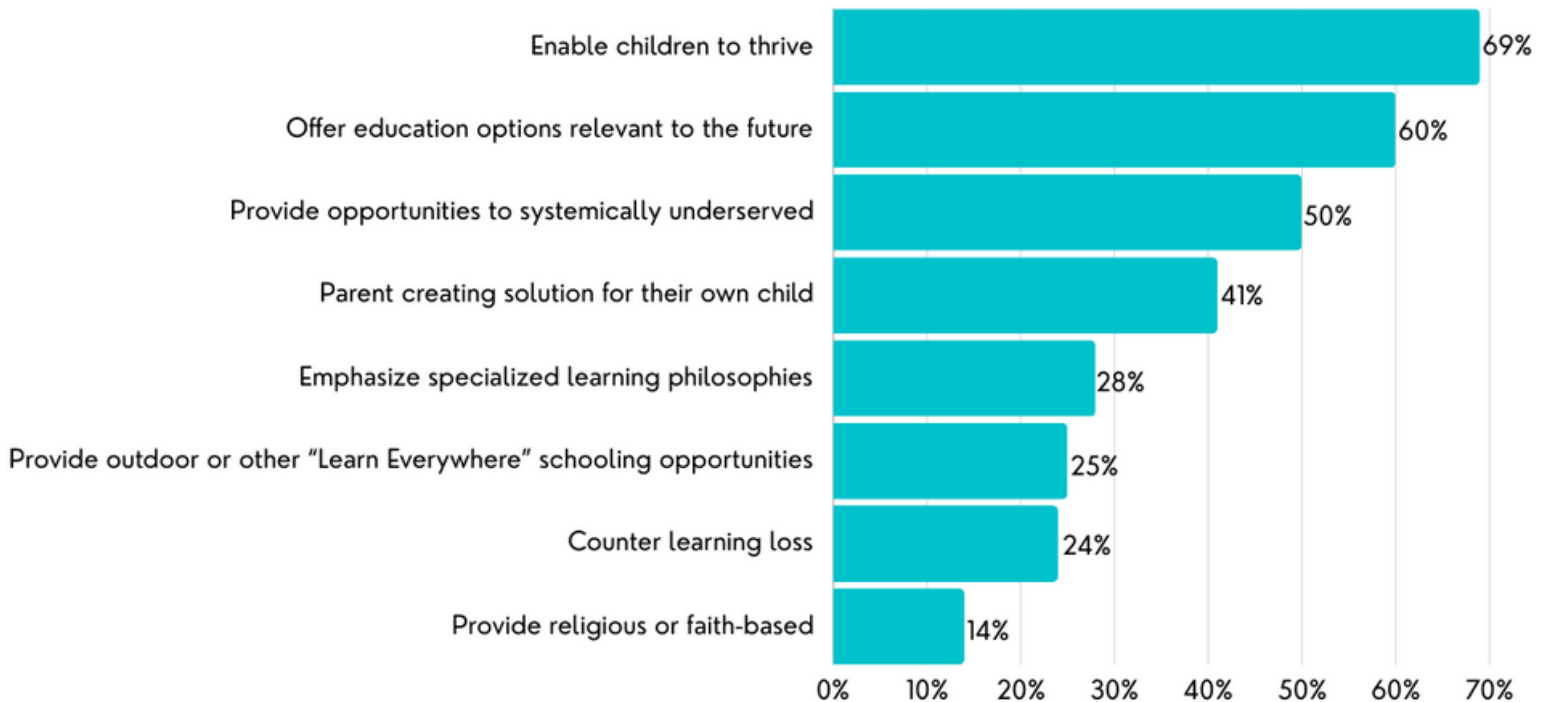 Enable children to thrive 69%
Offer education options relevant to the future 60%
Provide opportunities to systemically underserved 50%
Parent creating solution for their own child 41%
Emphasize specialized learning philosophies 28%
Provide outdoor or other “Learn Everywhere” schooling opportunities 25%
Counter learning loss 24%
Provide religious or faith-based 14%
0% 10% 20% 30% 40% 50% 60% 70%